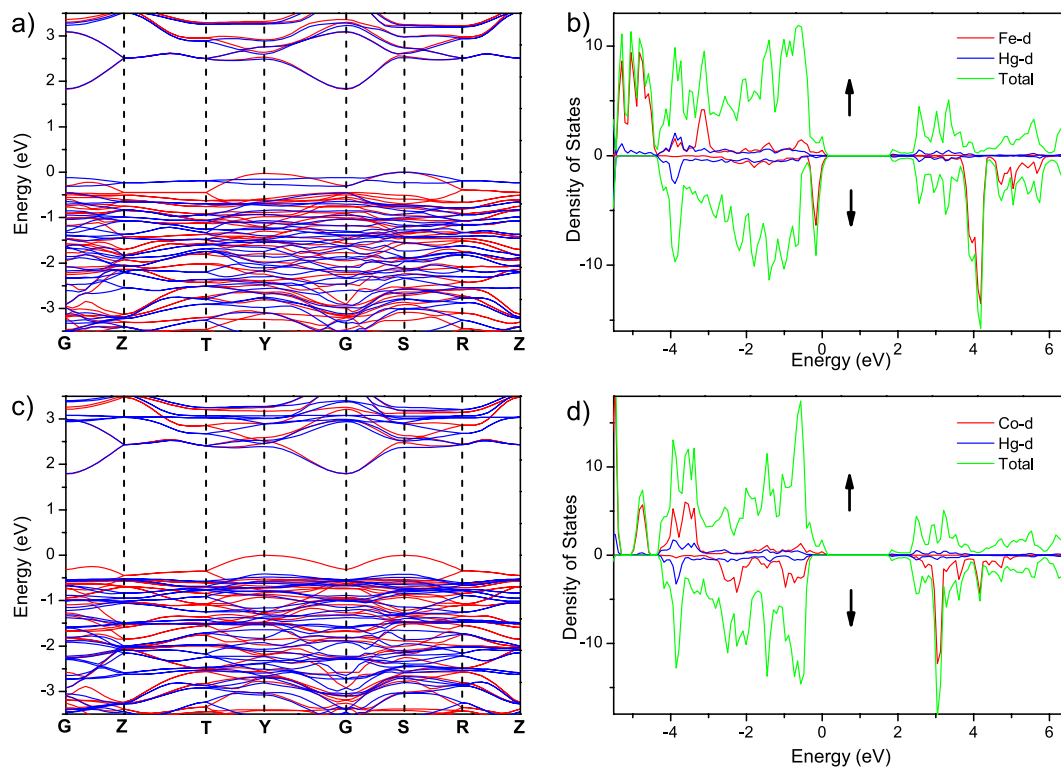 a)
3
2
1
0
-1
-2
-3
Energy (eV)
G Z T Y G S R Z
b)
10
0
-10
Density of States
Fe-d
Hg-d
Total
-4 -2 0 2 4 6
Energy (eV)
c)
3
2
1
0
-1
-2
-3
Energy (eV)
G Z T Y G S R Z
d)
10
0
-10
Density of States
Co-d
Hg-d
Total
-4 -2 0 2 4 6
Energy (eV)